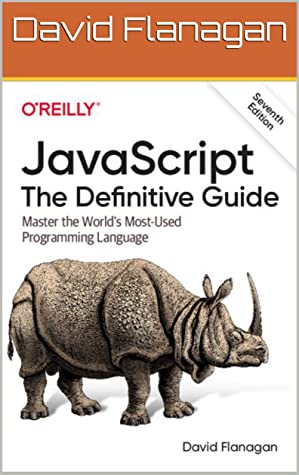 David Flanagan
O'REILLY®
Seventh
Edition
JavaScript
The Definitive Guide
Master the World's Most-Used
Programming Language
David Flanagan